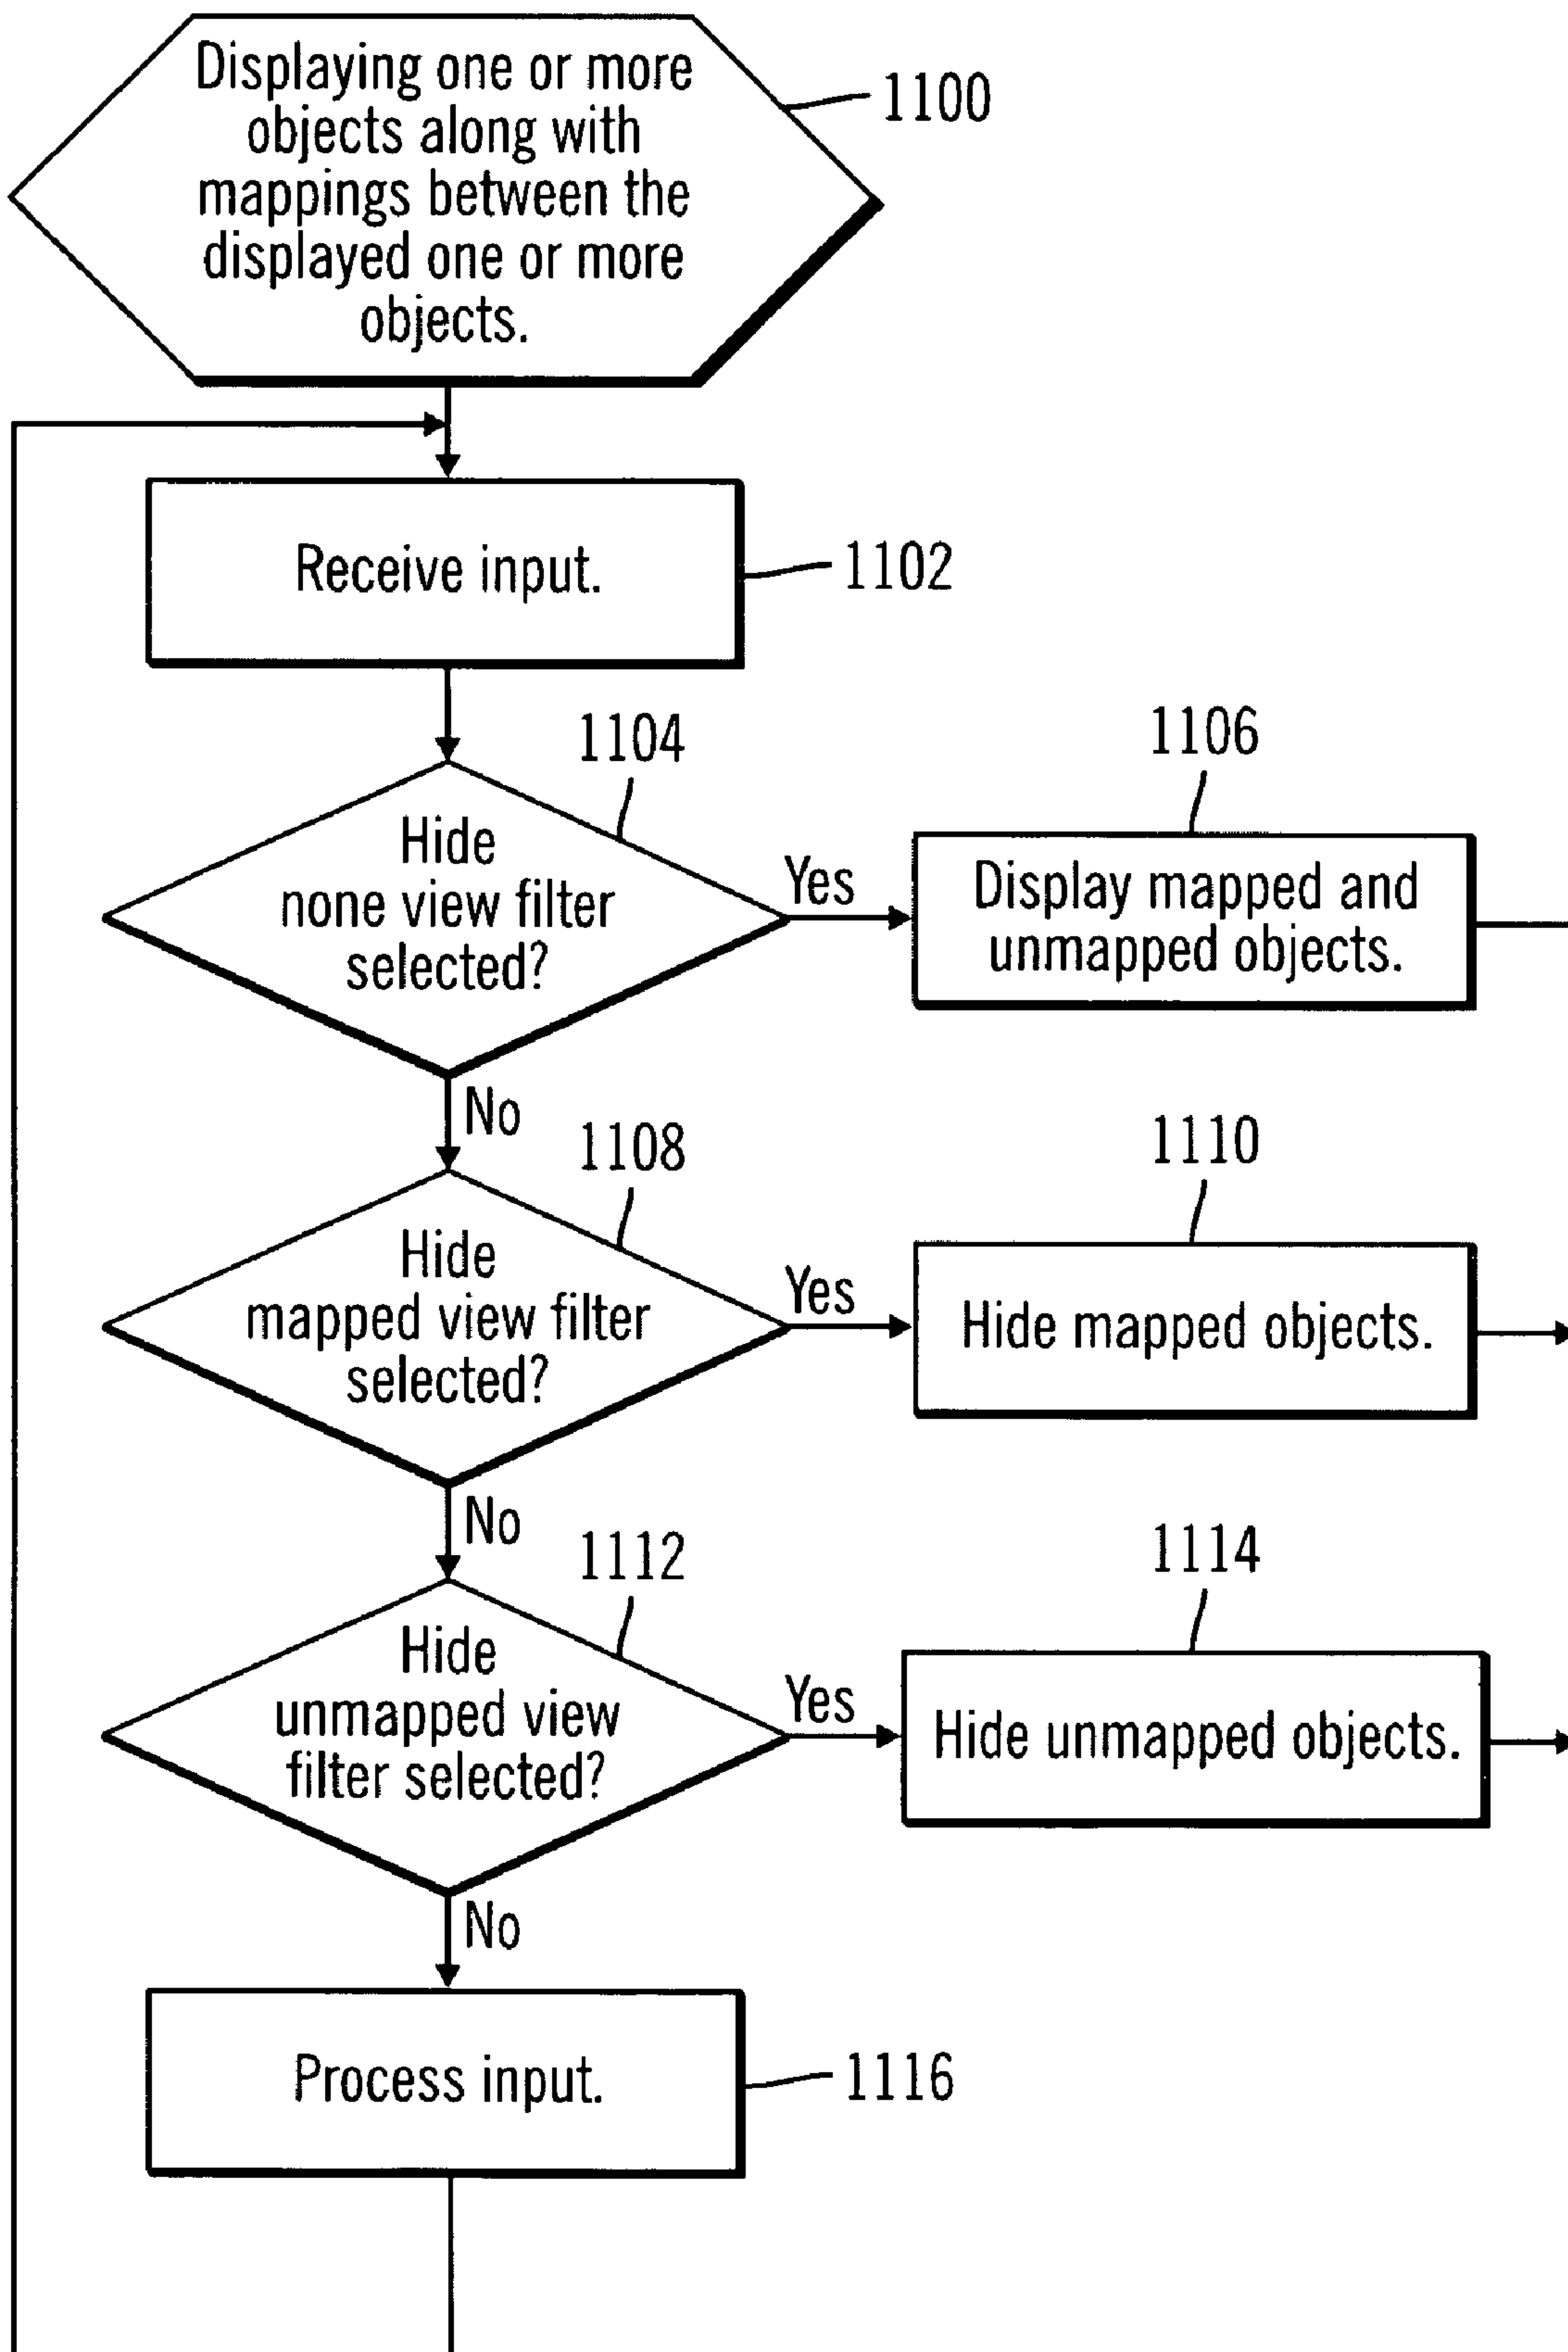 Displaying one or more
objects along with
mappings between the
displayed one or more
objects.
1100
Receive input.
1102
1104
Hide
none view filter
selected?
Yes
1106
Display mapped and
unmapped objects.
No
1108
Hide
mapped view filter
selected?
Yes
1110
Hide mapped objects.
No
1112
Hide
unmapped view
filter selected?
Yes
1114
Hide unmapped objects.
No
Process input.
1116